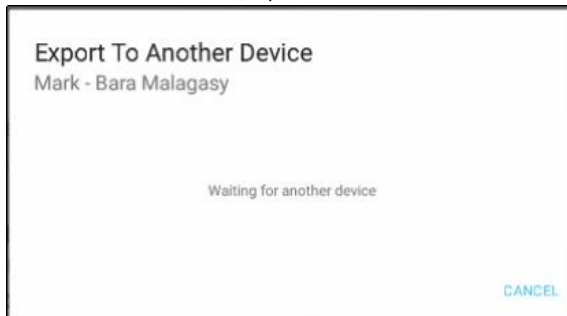 Export To Another Device
Mark - Bara Malagasy
Waiting for another device
CANCEL